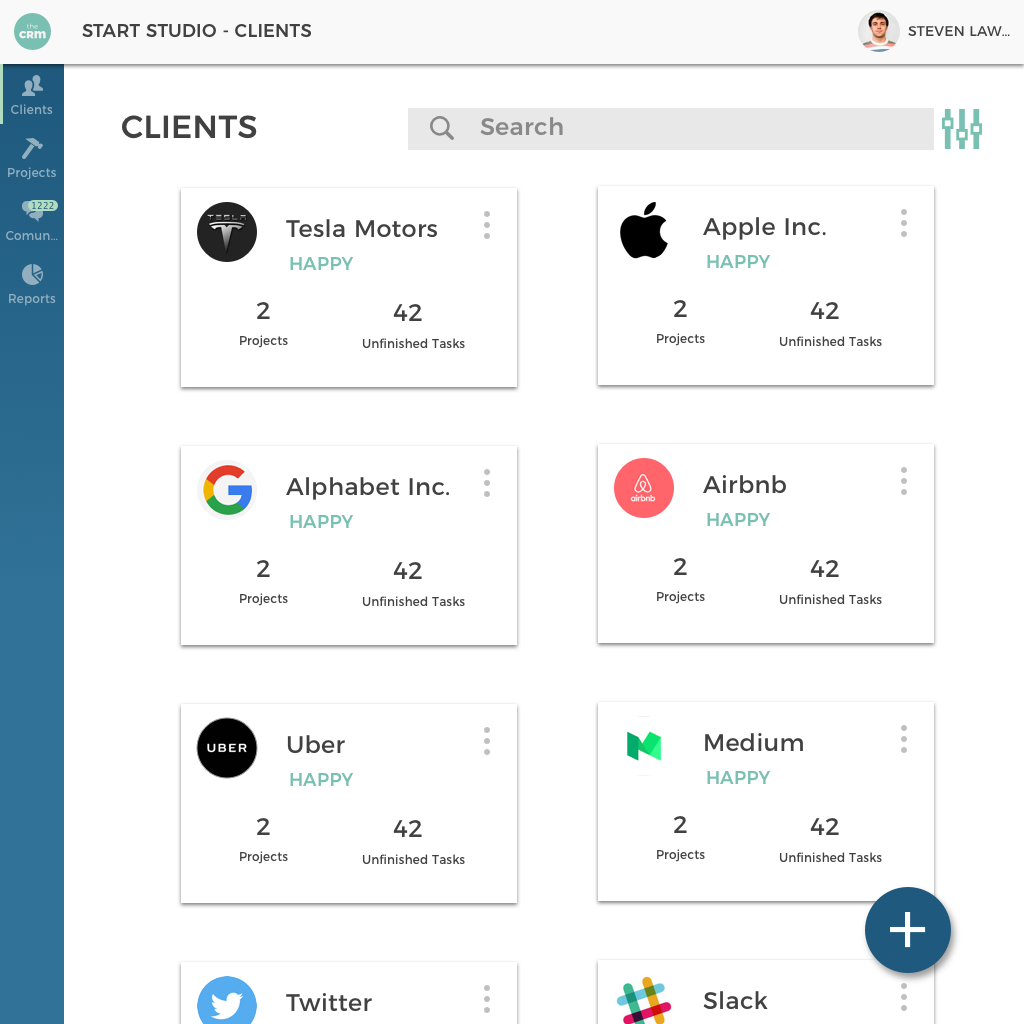 the
CRM
START STUDIO - CLIENTS
STEVEN LAW...
Clients
Projects
1222
Comun...
Reports
CLIENTS
Search
TESLA
Tesla Motors
HAPPY
2
42
Projects
Unfinished Tasks
Apple Inc.
HAPPY
2
42
Projects
Unfinished Tasks
Alphabet Inc.
HAPPY
2
42
Projects
Unfinished Tasks
airbnb
Airbnb
HAPPY
2
42
Projects
Unfinished Tasks
UBER
Uber
HAPPY
2
42
Projects
Unfinished Tasks
Medium
HAPPY
2
42
Projects
Unfinished Tasks
Twitter
Slack